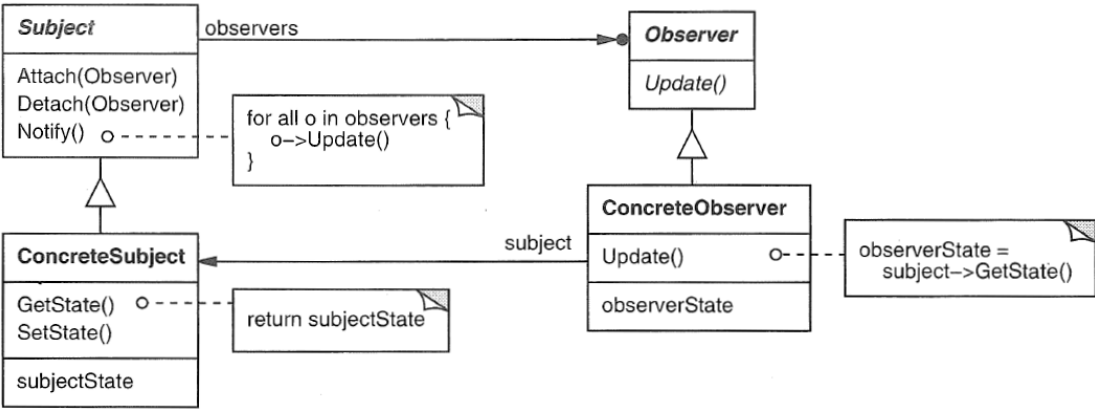 Subject
observers
Observer
Attach(Observer)
Detach(Observer)
Notify()
Update()
for all o in observers {
o–>Update()
}
ConcreteSubject
GetState()
SetState()
subjectState
return subjectState
subject
ConcreteObserver
Update()
observerState
observerState =
subject–>GetState()